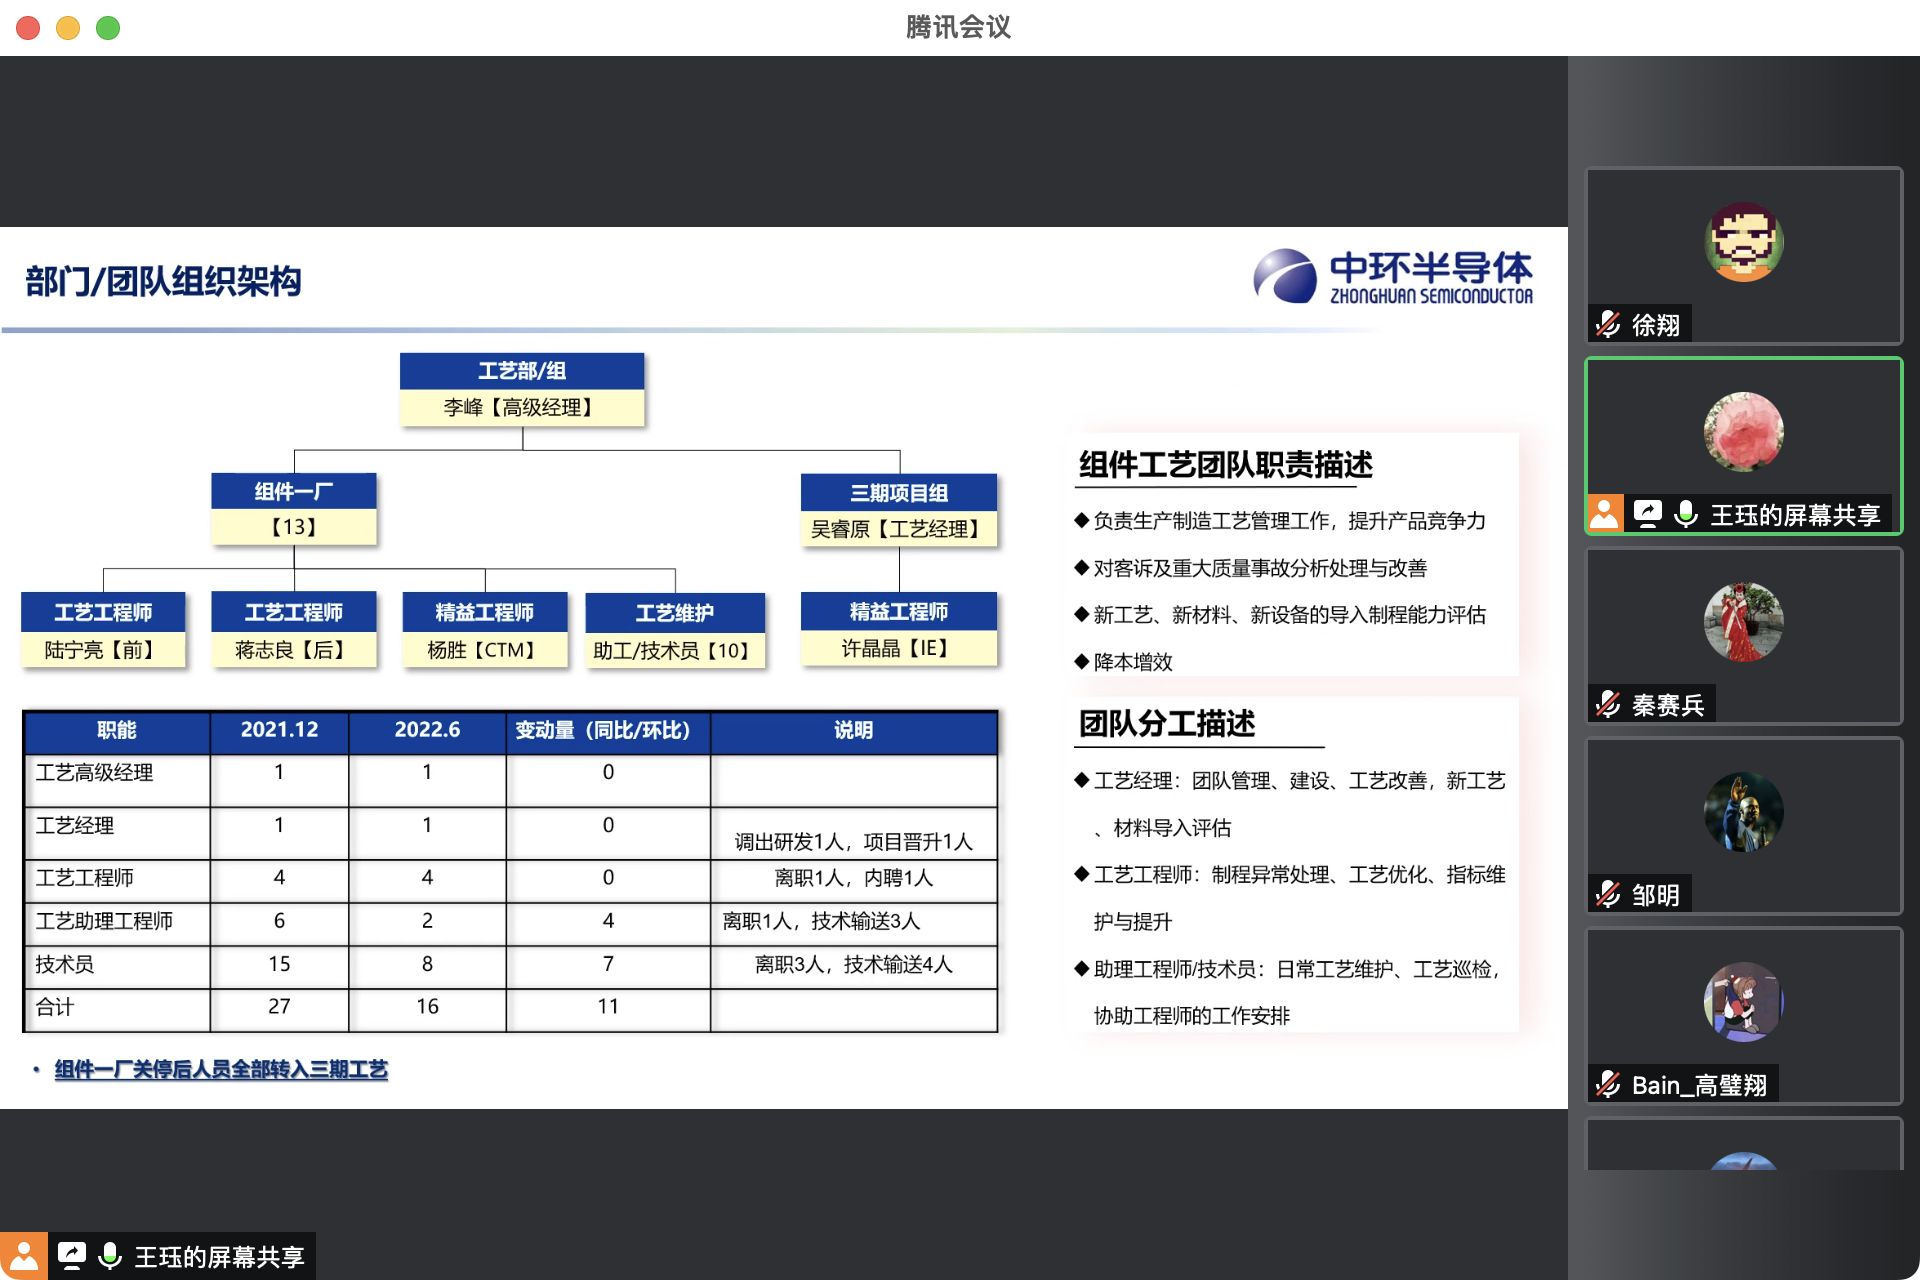 腾讯会议
部门/团队组织架构
中环半导体
ZHONGHUAN SEMICONDUCTOR
工艺部/组
李峰【高级经理】
组件一厂
【13】
三期项目组
吴睿原【工艺经理】
工艺工程师
陆宁亮【前】
工艺工程师
蒋志良【后】
精益工程师
杨胜【CTM】
工艺维护
助工/技术员【10】
精益工程师
许晶晶【IE】
职能 2021.12 2022.6 变动量（同比/环比） 说明
工艺高级经理 1 1 0
工艺经理 1 1 0 调出研发1人，项目晋升1人
工艺工程师 4 4 0 离职1人，内聘1人
工艺助理工程师 6 2 4 离职1人，技术输送3人
技术员 15 8 7 离职3人，技术输送4人
合计 27 16 11
• 组件一厂关停后人员全部转入三期工艺
组件工艺团队职责描述
◆负责生产制造工艺管理工作，提升产品竞争力
◆对客诉及重大质量事故分析处理与改善
◆新工艺、新材料、新设备的导入制程能力评估
◆降本增效
团队分工描述
◆工艺经理：团队管理、建设、工艺改善，新工艺
、材料导入评估
◆工艺工程师：制程异常处理、工艺优化、指标维
护与提升
◆助理工程师/技术员：日常工艺维护、工艺巡检，
协助工程师的工作安排
徐翔
王珏的屏幕共享
秦赛兵
邹明
Bain_高璧翔
王珏的屏幕共享